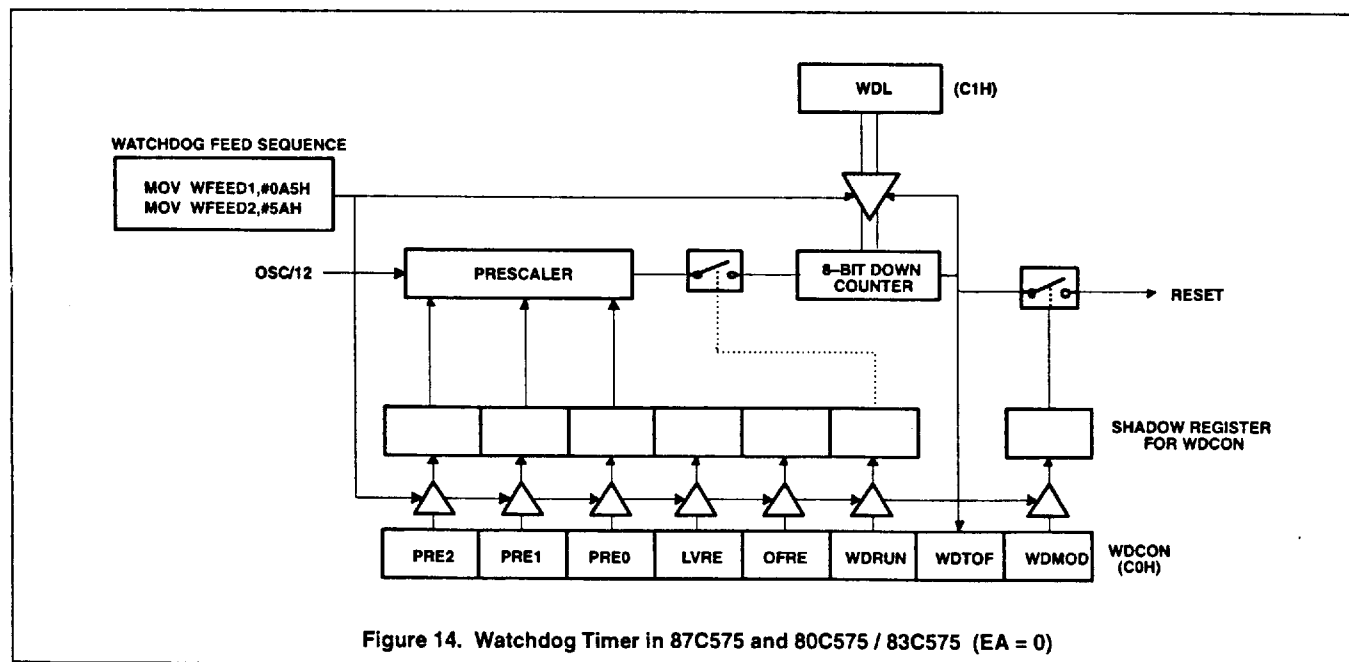 WDL
(C1H)
WATCHDOG FEED SEQUENCE
MOV WFEED1,#0A5H
MOV WFEED2,#5AH
OSC/12
PRESCALER
8–BIT DOWN
COUNTER
RESET
SHADOW REGISTER
FOR WDCON
PRE2
PRE1
PRE0
LVRE
OFRE
WDRUN
WDTOF
WDMOD
WDCON
(C0H)
Figure 14. Watchdog Timer in 87C575 and 80C575 / 83C575 (EA = 0)